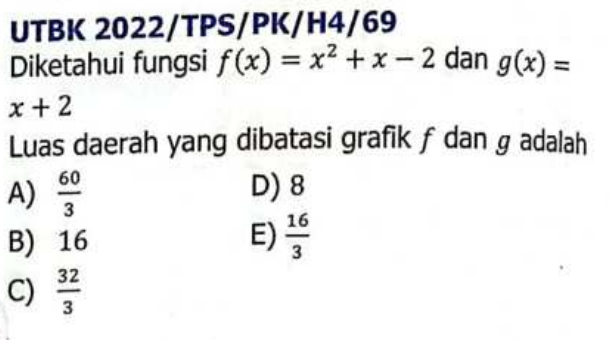 UTBK 2022/TPS/PK/H4/69
Diketahui fungsi f(x) = x² + x − 2 dan g(x) =
x + 2
Luas daerah yang dibatasi grafik f dan g adalah
A) 60/3 D) 8
B) 16 E) 16/3
C) 32/3